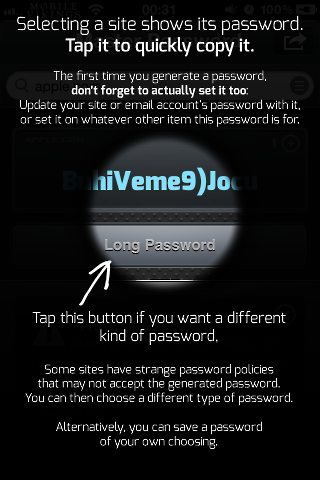 Selecting a site shows its password.
Tap it to quickly copy it.
The first time you generate a password,
don't forget to actually set it too:
Update your site or email account's password with it,
or set it on whatever other item this password is for.
BuhiVeme9)Jocu
Long Password
Tap this button if you want a different
kind of password,
Some sites have strange password policies
that may not accept the generated password.
You can then choose a different type of password.
Alternatively, you can save a password
of your own choosing.